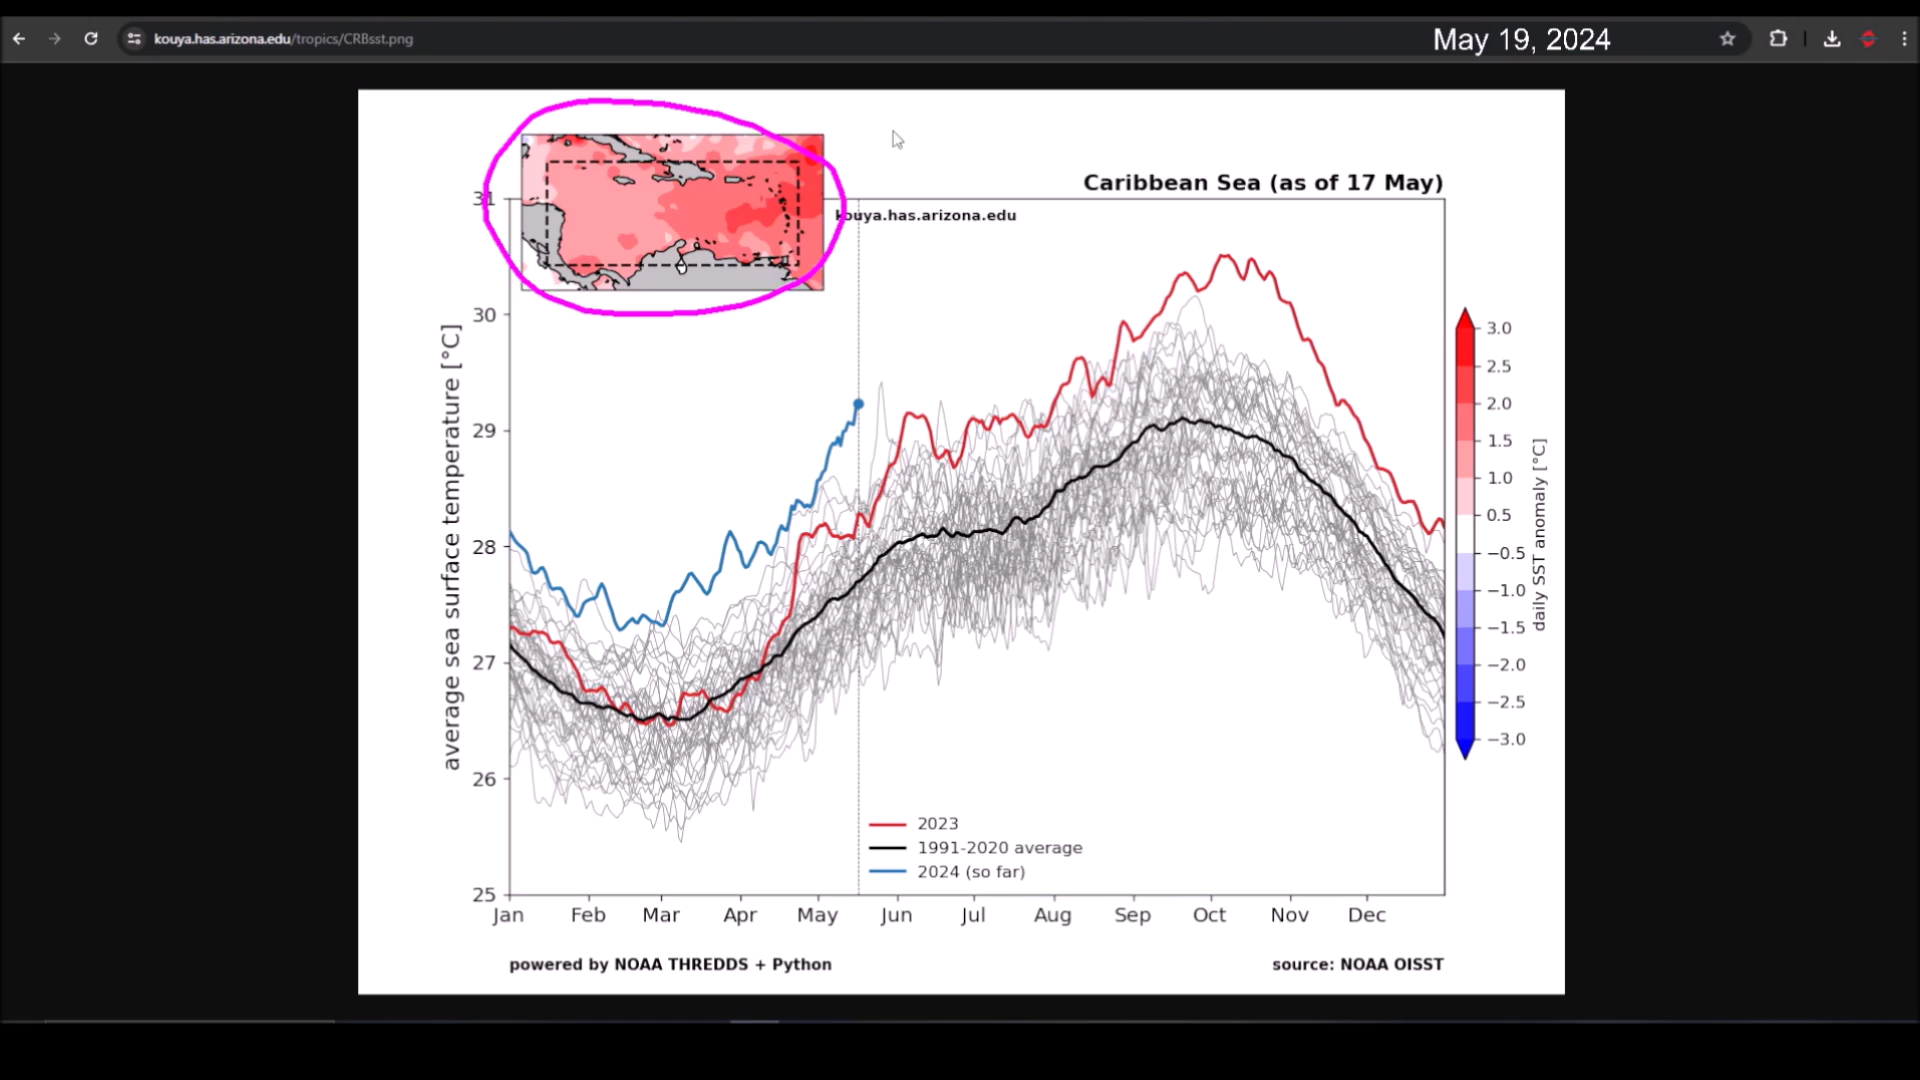 kouya.has.arizona.edu/tropics/CRBsst.png
May 19, 2024
Caribbean Sea (as of 17 May)
kouya.has.arizona.edu
average sea surface temperature [°C]
31
30
29
28
27
26
25
Jan Feb Mar Apr May Jun Jul Aug Sep Oct Nov Dec
2023
1991-2020 average
2024 (so far)
3.0
2.5
2.0
1.5
1.0
0.5
−0.5
−1.0
−1.5
−2.0
−2.5
−3.0
daily SST anomaly [°C]
powered by NOAA THREDDS + Python
source: NOAA OISST